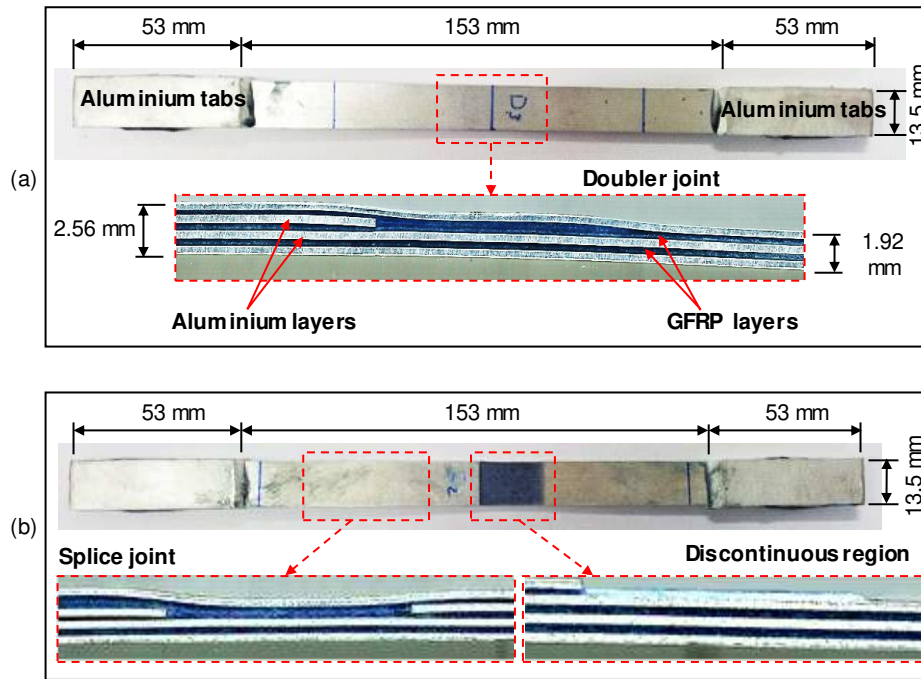 53 mm
153 mm
53 mm
Aluminium tabs
D3
Aluminium tabs
13.5 mm
(a)
Doubler joint
2.56 mm
1.92
mm
Aluminium layers
GFRP layers
53 mm
153 mm
53 mm
13.5 mm
(b)
Splice joint
Discontinuous region